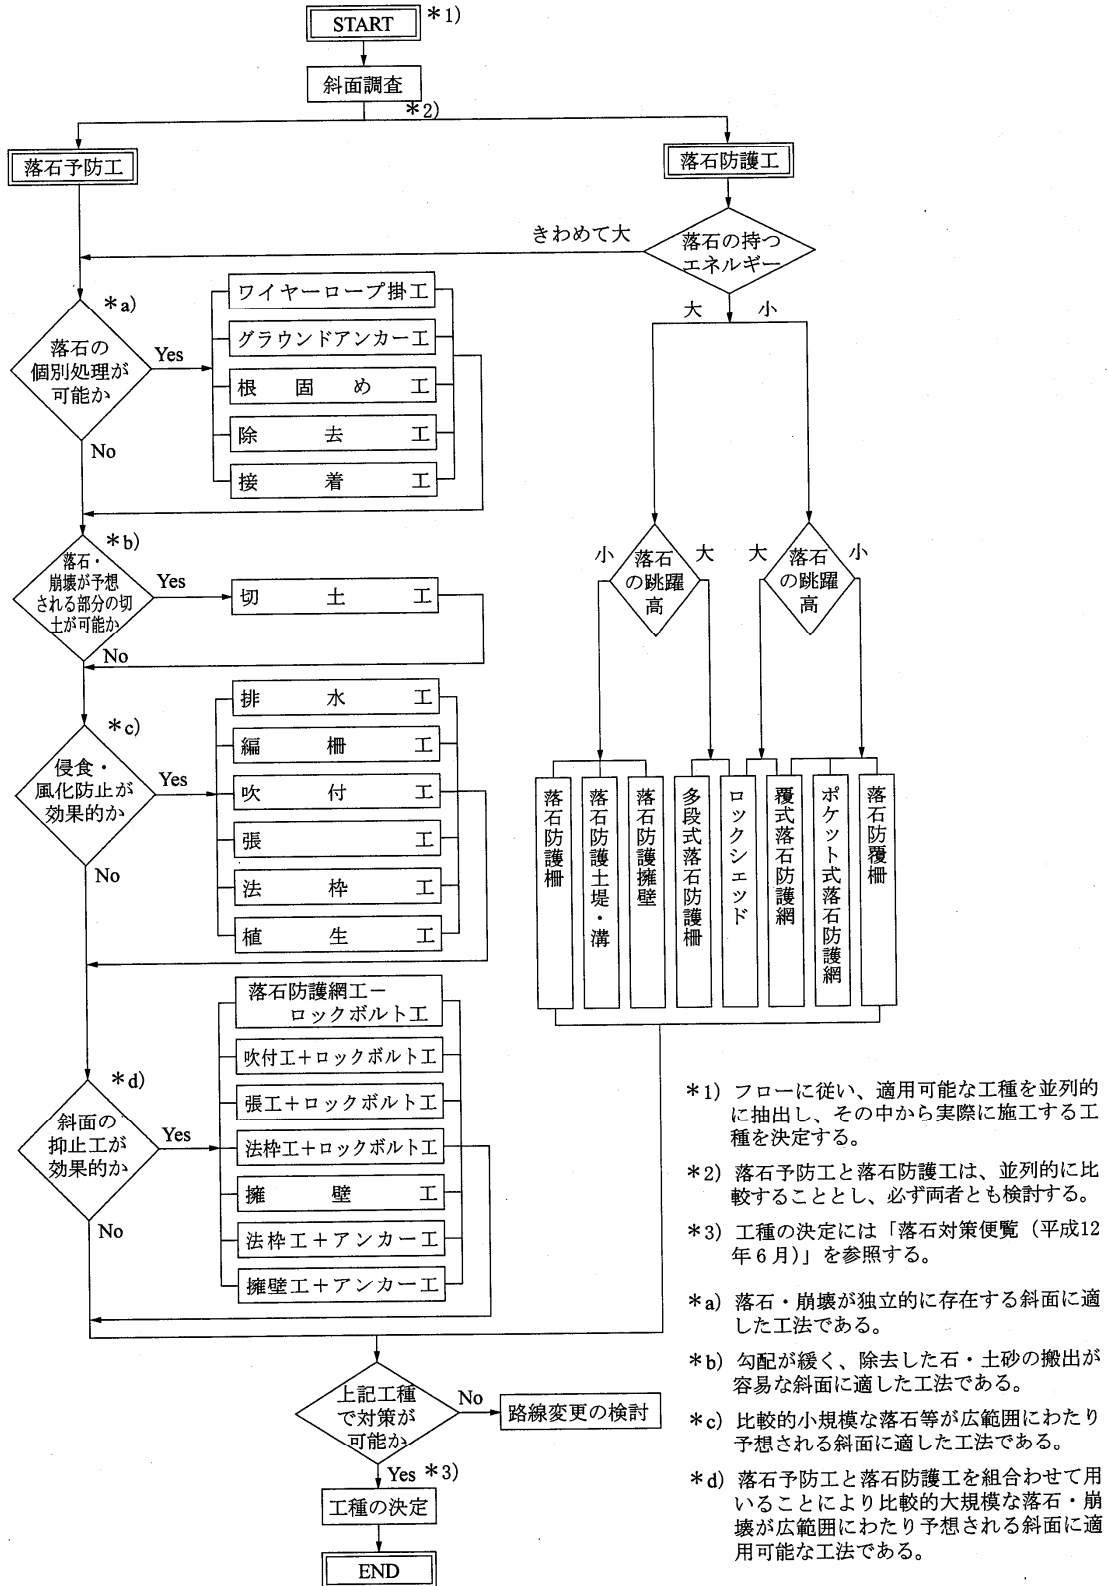 START
*1)
斜面調査
*2)
落石予防工
落石防護工
落石の持つ
エネルギー
きわめて大
大
小
*a)
落石の
個別処理が
可能か
Yes
No
ワイヤーロープ掛工
グラウンドアンカー工
根固め工
除去工
接着工
*b)
落石・
崩壊が予想
される部分の切
土が可能か
Yes
No
切土工
*c)
侵食・
風化防止が
効果的か
Yes
No
排水工
編柵工
吹付工
張工
法枠工
植生工
*d)
斜面の
抑止工が
効果的か
Yes
No
落石防護網工−
ロックボルト工
吹付工+ロックボルト工
張工+ロックボルト工
法枠工+ロックボルト工
擁壁工
法枠工+アンカー工
擁壁工+アンカー工
小
落石
の跳躍
高
大
大
落石
の跳躍
高
小
落石防護柵
落石防護土堤・溝
落石防護擁壁
多段式落石防護柵
ロックシェッド
覆式落石防護網
ポケット式落石防護網
落石防覆柵
上記工種
で対策が
可能か
No
路線変更の検討
Yes *3)
工種の決定
END
*1) フローに従い、適用可能な工種を並列的
に抽出し、その中から実際に施工する工
種を決定する。
*2) 落石予防工と落石防護工は、並列的に比
較することとし、必ず両者とも検討する。
*3) 工種の決定には「落石対策便覧(平成12
年6月)」を参照する。
*a) 落石・崩壊が独立的に存在する斜面に適
した工法である。
*b) 勾配が緩く、除去した石・土砂の搬出が
容易な斜面に適した工法である。
*c) 比較的小規模な落石等が広範囲にわたり
予想される斜面に適した工法である。
*d) 落石予防工と落石防護工を組合わせて用
いることにより比較的大規模な落石・崩
壊が広範囲にわたり予想される斜面に適
用可能な工法である。